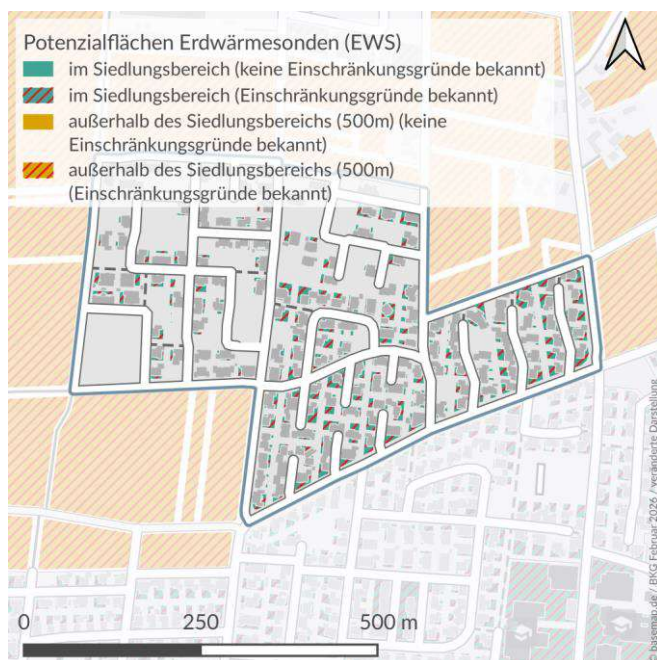 Potenzialflächen Erdwärmesonden (EWS)
im Siedlungsbereich (keine Einschränkungsgründe bekannt)
im Siedlungsbereich (Einschränkungsgründe bekannt)
außerhalb des Siedlungsbereichs (500m) (keine
Einschränkungsgründe bekannt)
außerhalb des Siedlungsbereichs (500m)
(Einschränkungsgründe bekannt)
© basemap.de / BKG Februar 2026 / veränderte Darstellung
0 250 500 m